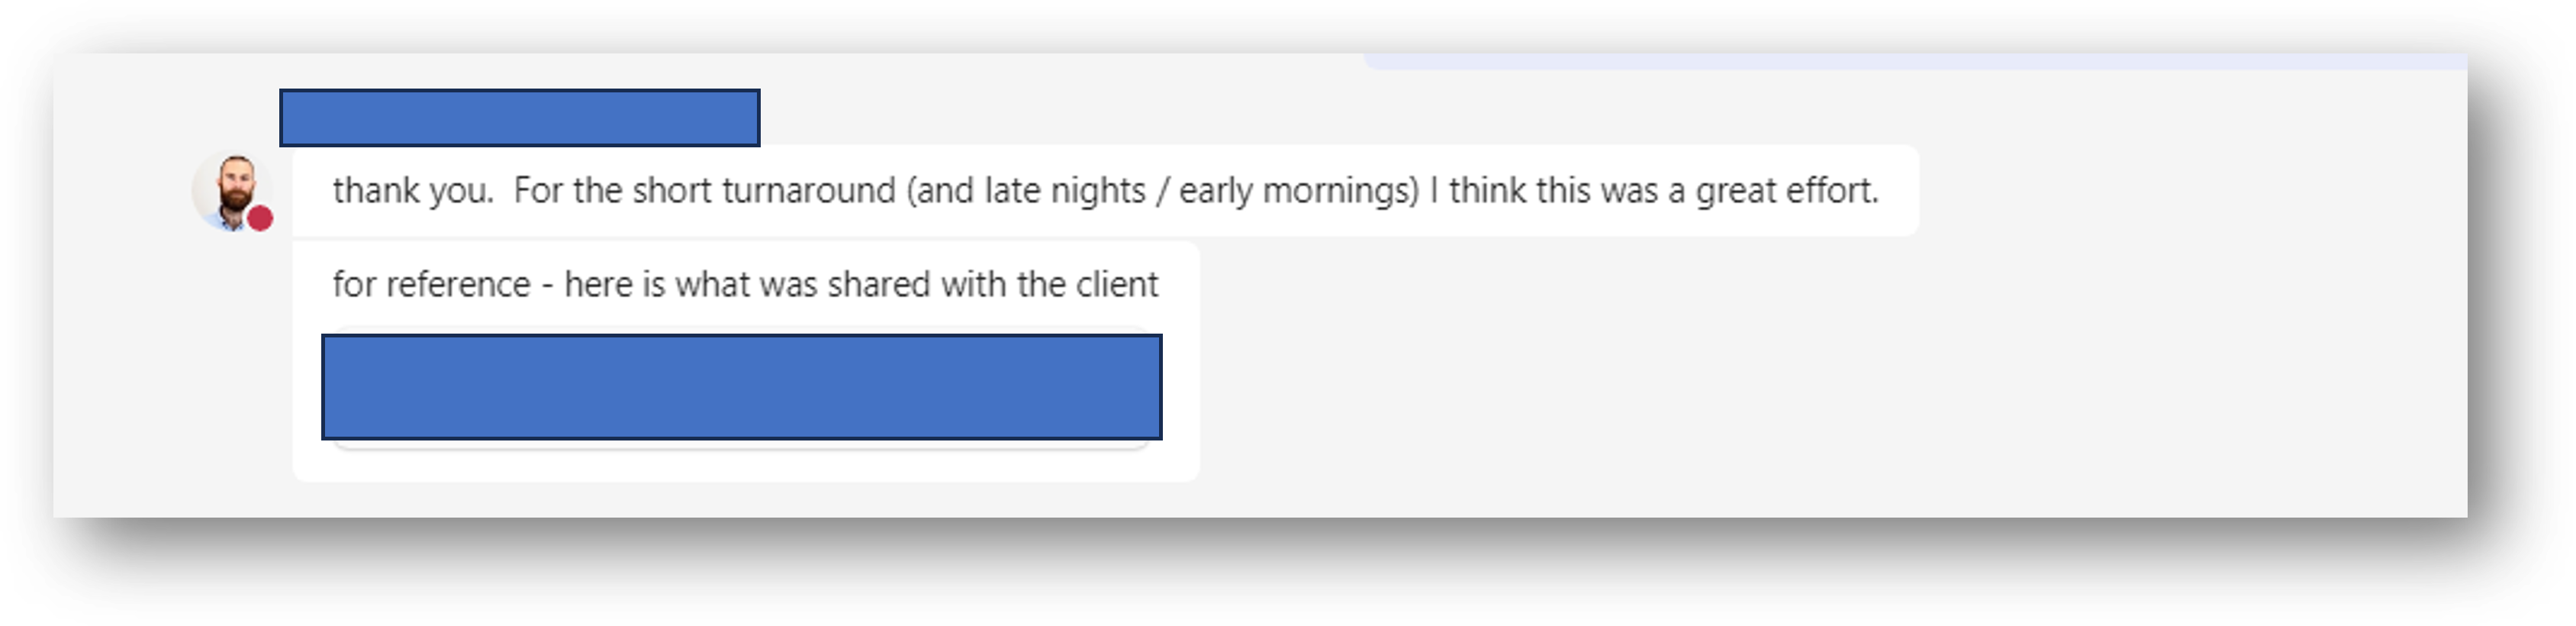 thank you.  For the short turnaround (and late nights / early mornings) I think this was a great effort.
for reference - here is what was shared with the client